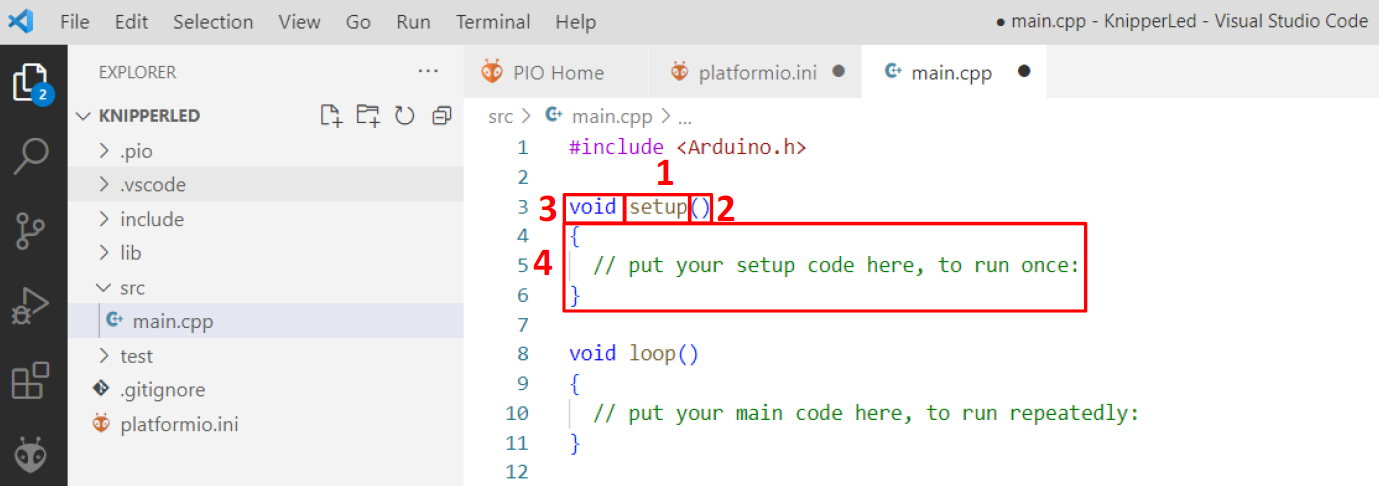 File Edit Selection View Go Run Terminal Help
● main.cpp - KnipperLed - Visual Studio Code
2
EXPLORER ...
KNIPPERLED
.pio
.vscode
include
lib
src
main.cpp
test
.gitignore
platformio.ini
PIO Home platformio.ini ● main.cpp ●
src > main.cpp > ...
1 #include <Arduino.h>
2
1
3 3 void setup() 2
4 {
5 4 // put your setup code here, to run once:
6 }
7
8 void loop()
9 {
10 // put your main code here, to run repeatedly:
11 }
12